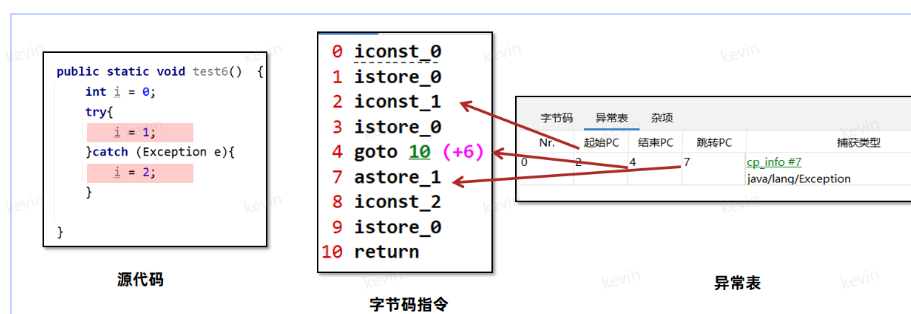 public static void test6() {
int i = 0;
try{
i = 1;
}catch (Exception e){
i = 2;
}
}
源代码
0 iconst_0
1 istore_0
2 iconst_1
3 istore_0
4 goto 10 (+6)
7 astore_1
8 iconst_2
9 istore_0
10 return
字节码指令
字节码 异常表 杂项
Nr. 起始PC 结束PC 跳转PC 捕获类型
0 2 4 7 cp_info #7
java/lang/Exception
异常表
kevin
kevin
kevin
kevin
kevin
kevin
kevin
kevin
kevin
kevin